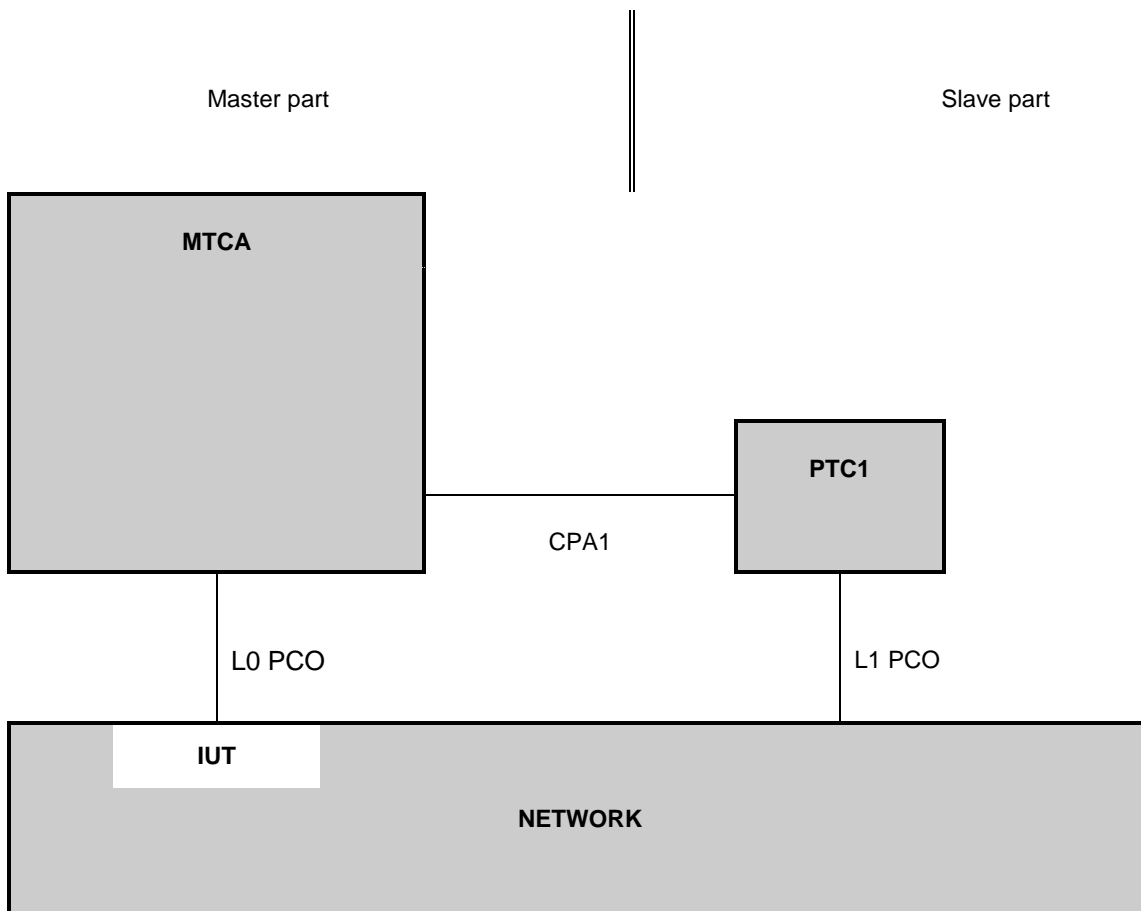 Master part
Slave part
MTCA
PTC1
CPA1
L0 PCO
L1 PCO
IUT
NETWORK